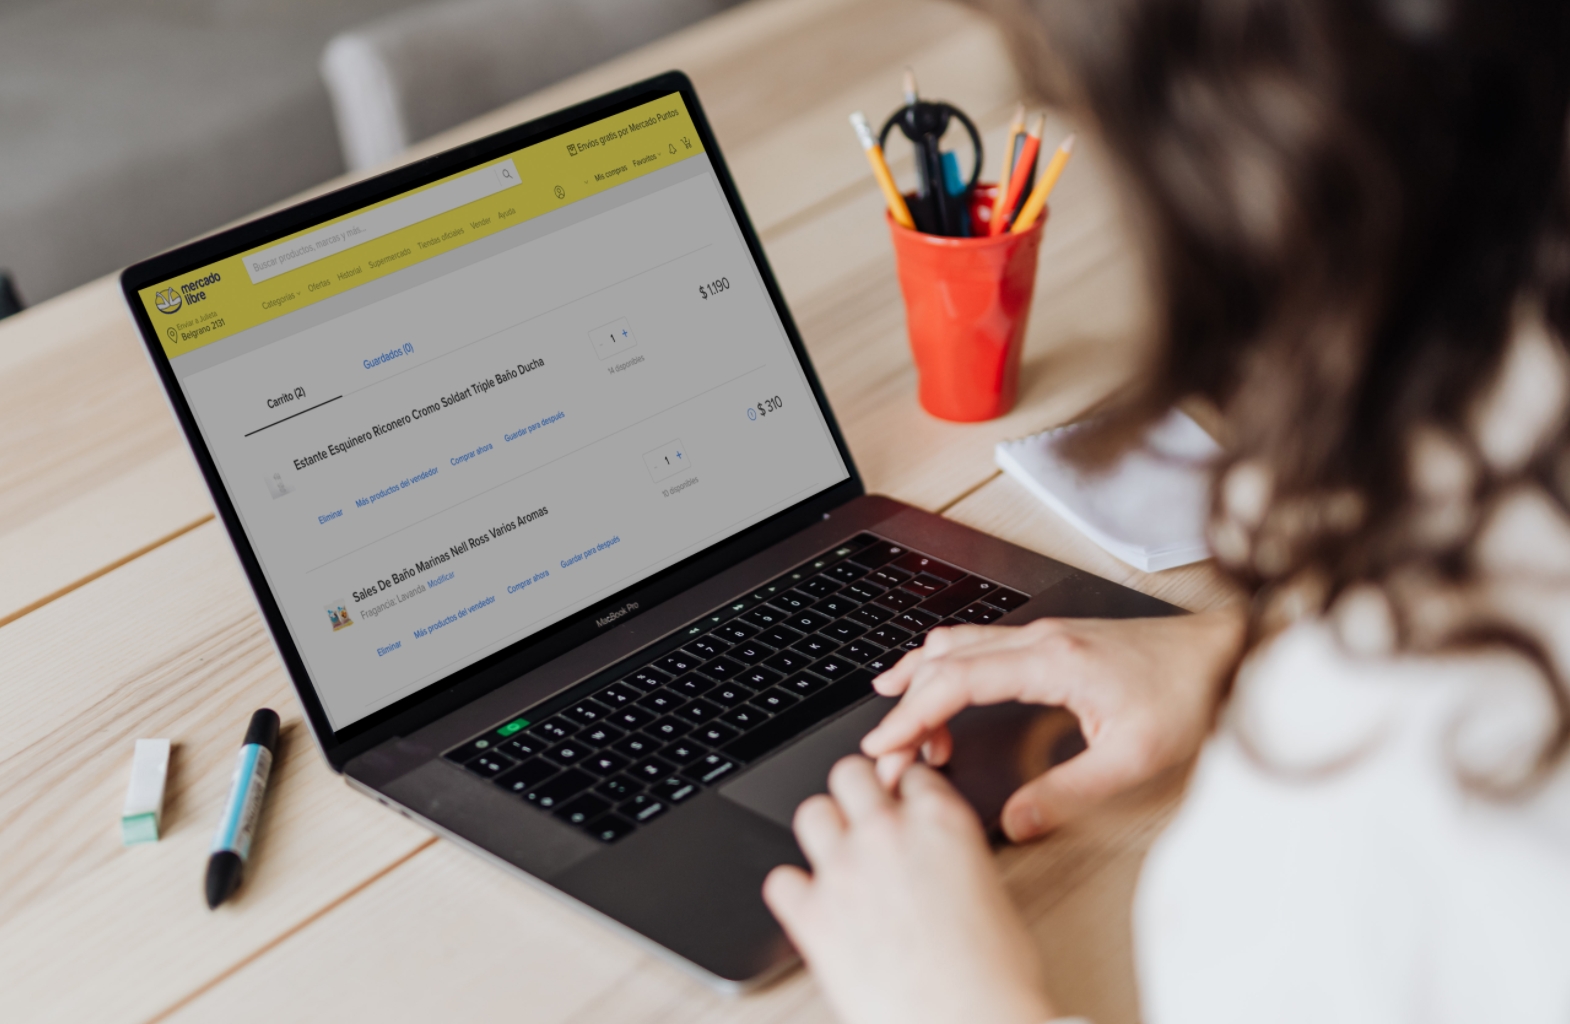 mercado
libre
Buscar productos, marcas y más...
Envíos gratis por Mercado Puntos
Enviar a Julieta
Belgrano 2131
Categorías Ofertas Historial Supermercado Tiendas oficiales Vender Ayuda
Mis compras Favoritos
Carrito (2) Guardados (0)
Estante Esquinero Riconero Cromo Soldart Triple Baño Ducha
- 1 +
14 disponibles
$ 1.190
Eliminar Más productos del vendedor Comprar ahora Guardar para después
Sales De Baño Marinas Nell Ross Varios Aromas
Fragancia: Lavanda Modificar
- 1 +
10 disponibles
$ 310
Eliminar Más productos del vendedor Comprar ahora Guardar para después
MacBook Pro